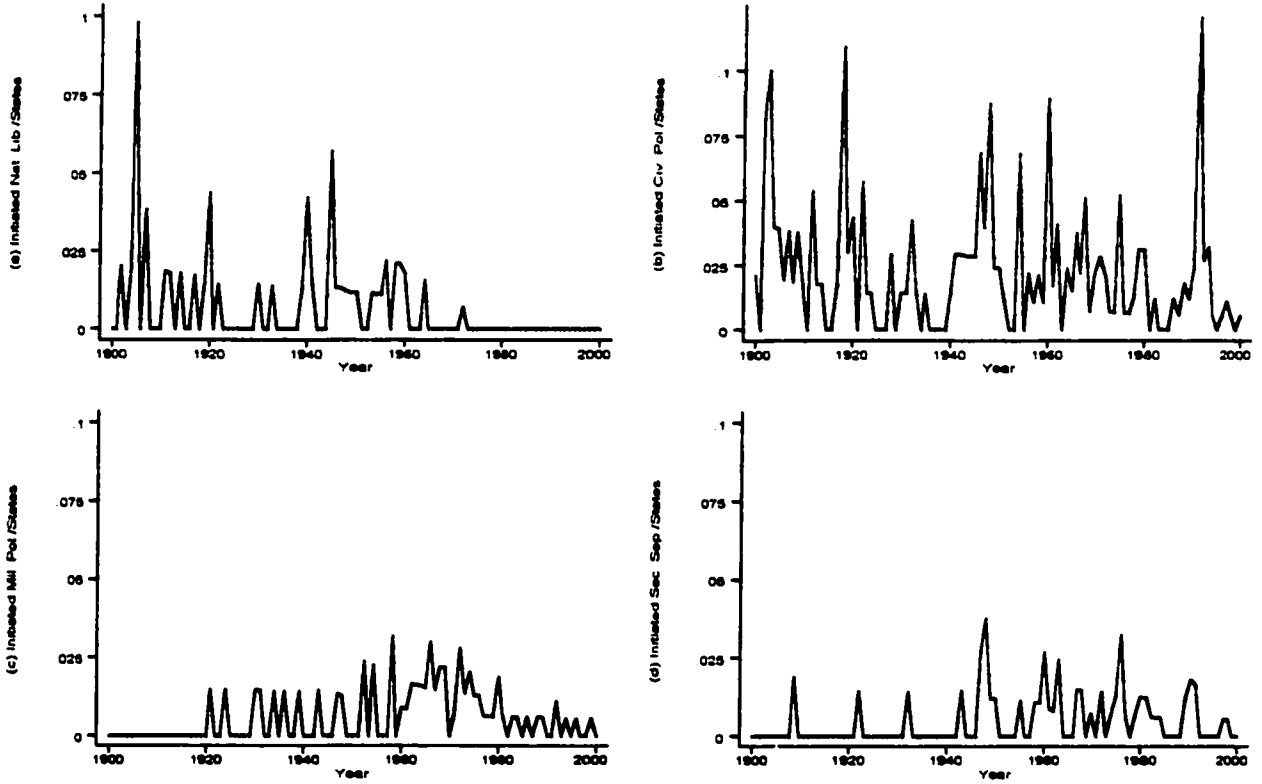 (a) Initiated Nat Lib /States
1
075
05
025
0
1900 1920 1940 1960 1980 2000
Year
(b) Initiated Civ Pol /States
.1
075
05
025
0
1900 1920 1940 1960 1980 2000
Year
(c) Initiated Mil Pol /States
.1
.075
05
025
0
1900 1920 1940 1960 1980 2000
Year
(d) Initiated Sec Sep /States
.1
075
05
025
0
1900 1920 1940 1960 1980 2000
Year